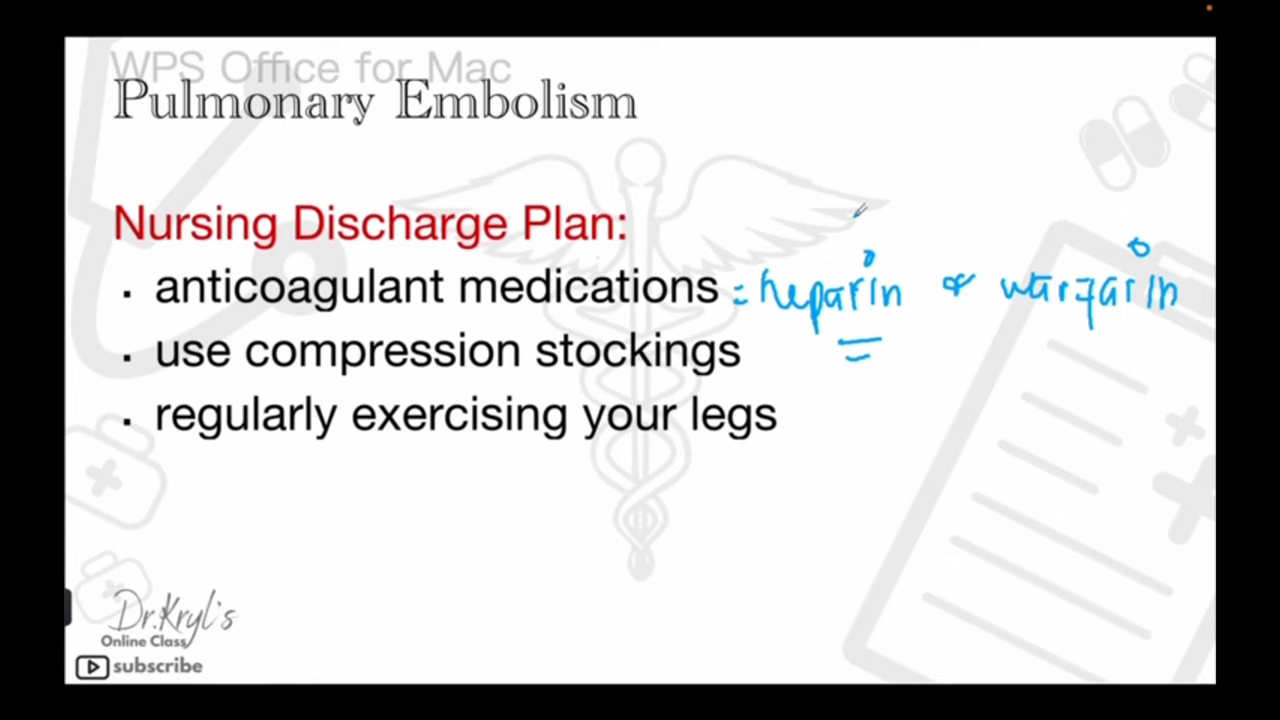 WPS Office for Mac
Pulmonary Embolism
Nursing Discharge Plan:
▪ anticoagulant medications = heparin & warfarin
▪ use compression stockings
▪ regularly exercising your legs
Dr.Kryl's
Online Class
subscribe